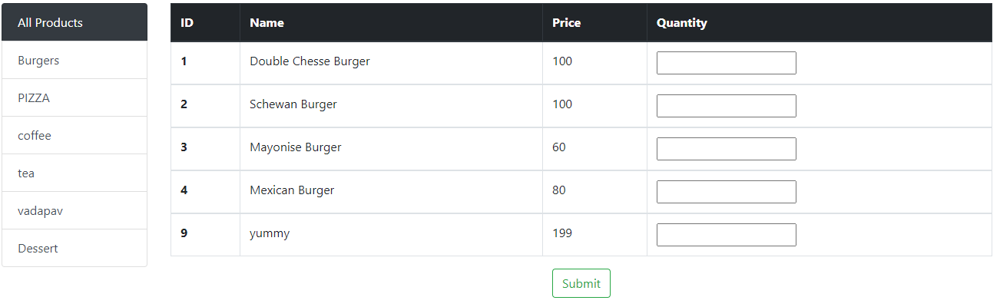 All Products
Burgers
PIZZA
coffee
tea
vadapav
Dessert
ID Name Price Quantity
1 Double Chesse Burger 100
2 Schewan Burger 100
3 Mayonise Burger 60
4 Mexican Burger 80
9 yummy 199
Submit